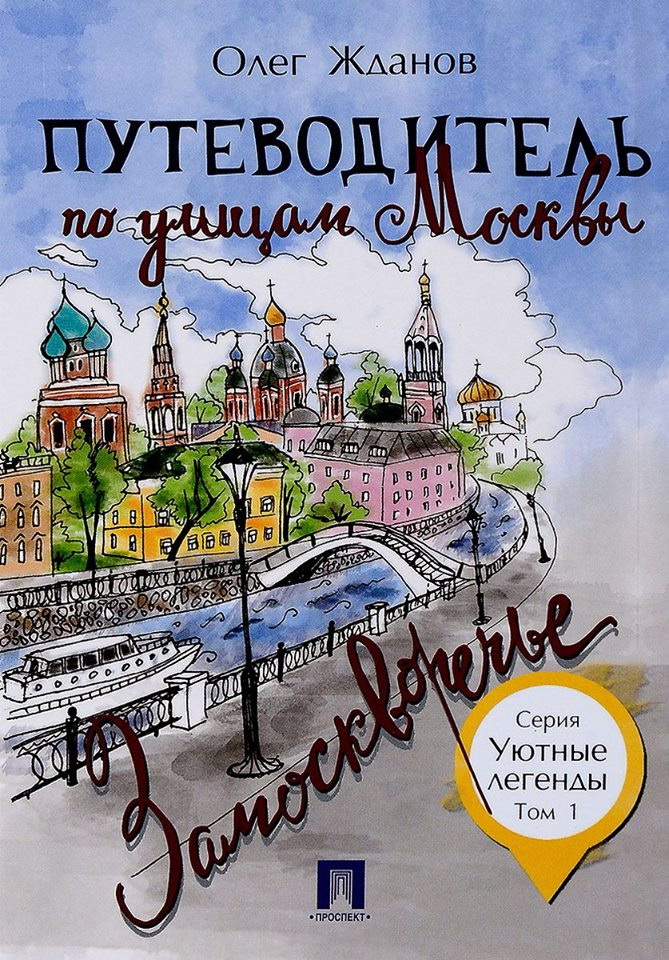 Олег Жданов
ПУТЕВОДИТЕЛЬ
по улицам Москвы
Замоскворечье
Серия
Уютные
легенды
Том 1
• ПРОСПЕКТ •